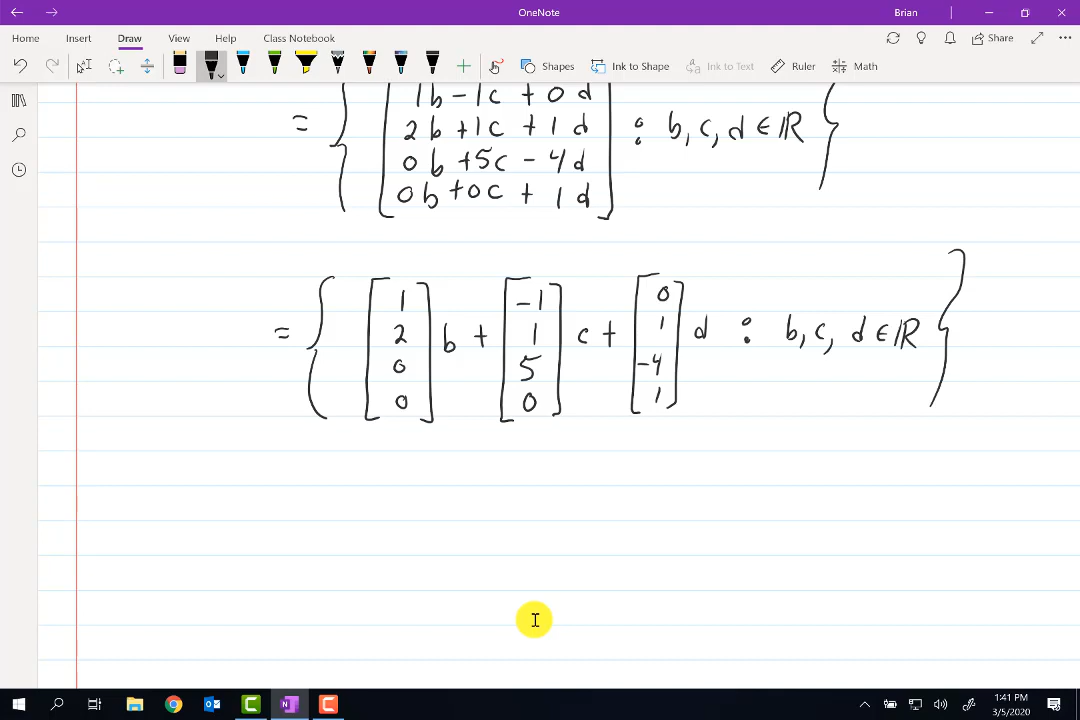 OneNote
Brian
Home Insert Draw View Help Class Notebook
Share
Shapes Ink to Shape Ink to Text Ruler Math
= { [ 1b - 1c + 0d
2b + 1c + 1d
0b + 5c - 4d
0b + 0c + 1d ] : b, c, d ∈ ℝ }
= { [ 1 2 0 0 ] b + [ -1 1 5 0 ] c + [ 0 1 -4 1 ] d : b, c, d ∈ ℝ }
1:41 PM
3/5/2020